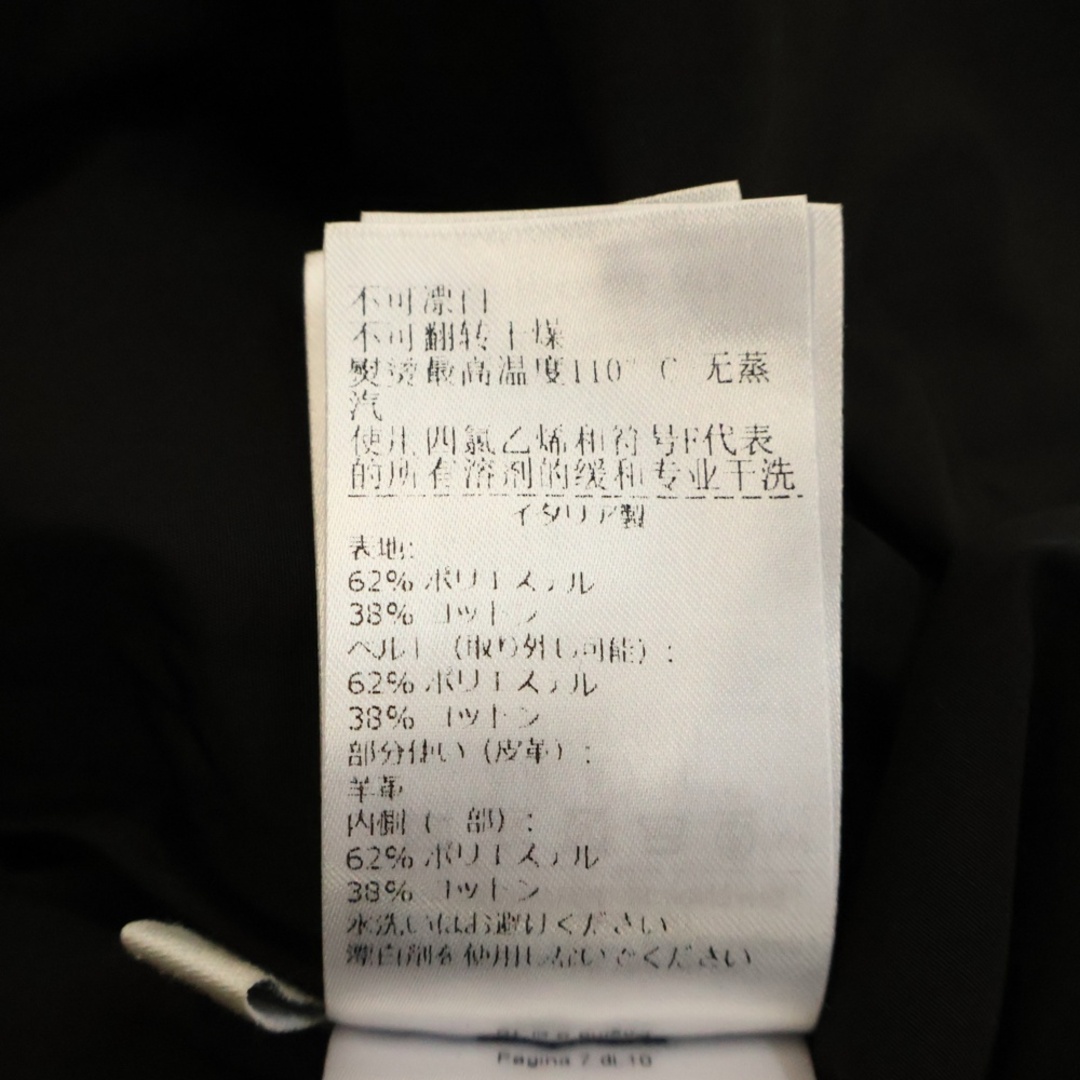 不可漂白
不可翻转干燥
熨烫最高温度110° C 无蒸
汽
使用四氯乙烯和符号F代表
的所有溶剂的缓和专业干洗
イタリア製
表地:
62% ポリエステル
38% コットン
ベルト（取り外し可能）:
62% ポリエステル
38% コットン
部分使い（皮革）:
羊革
内側（一部）:
62% ポリエステル
38% コットン
水洗いはお避けください
漂白剤を使用しないでください
Pagina 7 di 10